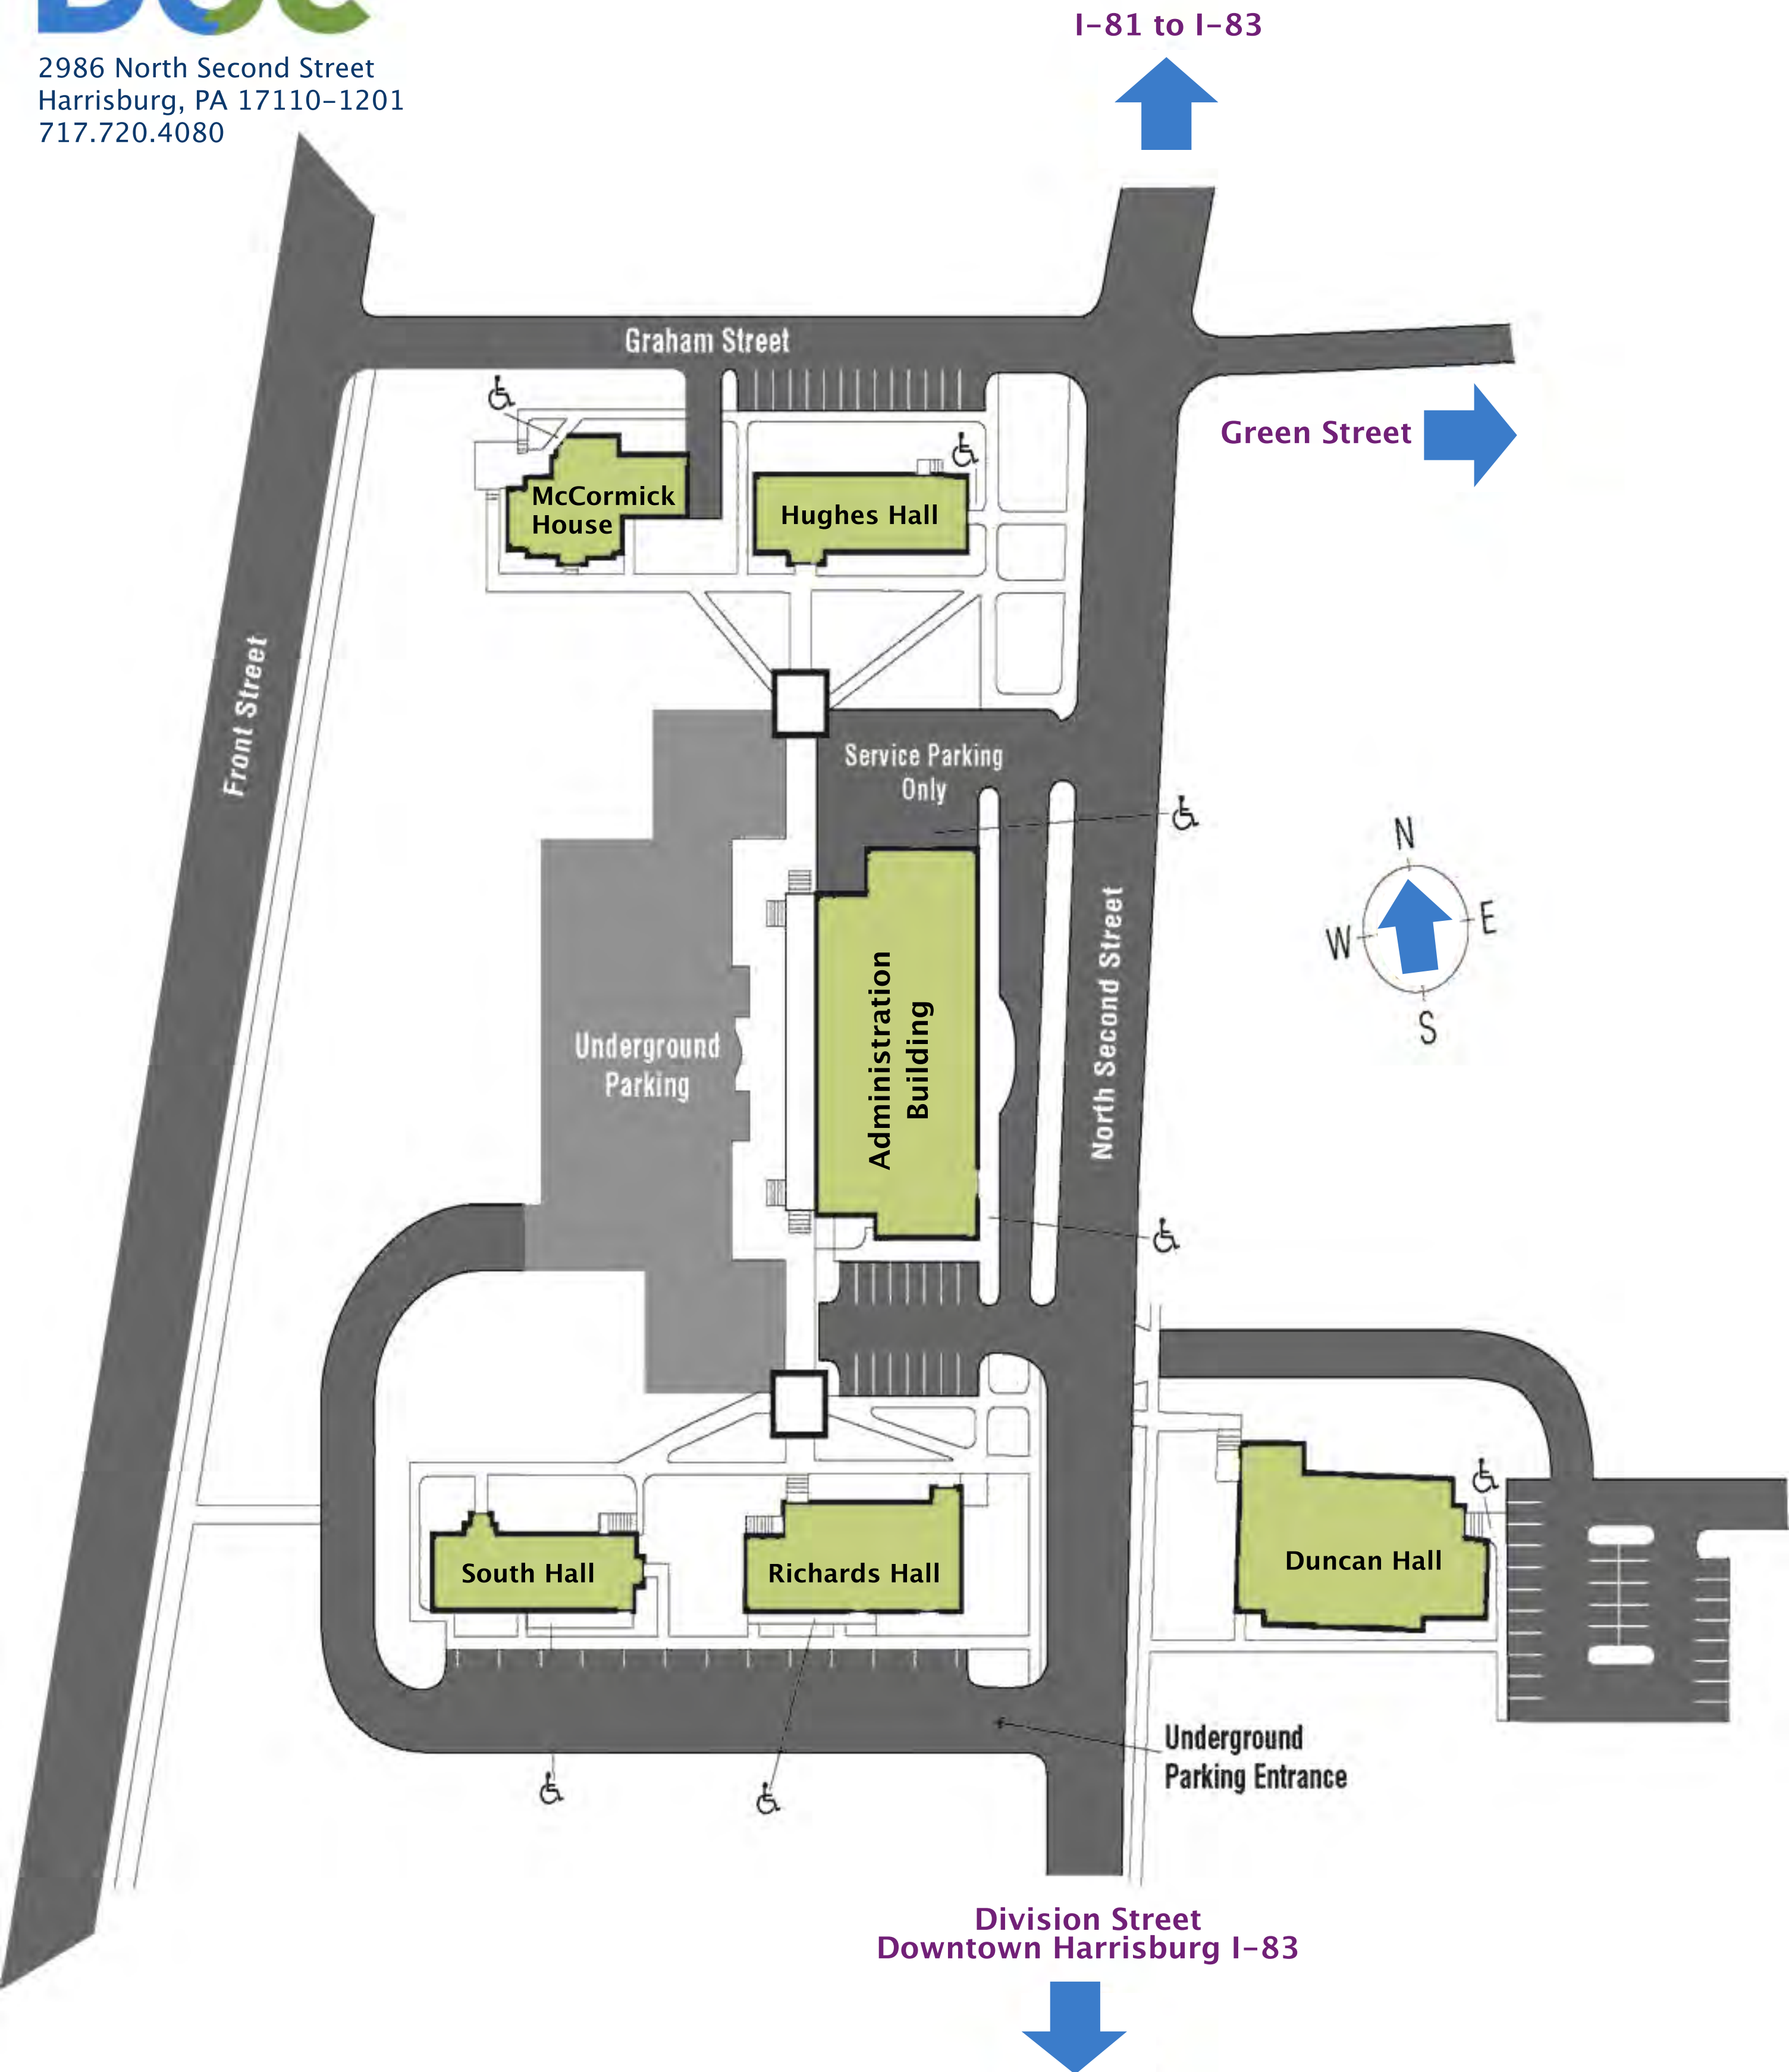 2986 North Second Street
Harrisburg, PA 17110-1201
717.720.4080
I-81 to I-83
Graham Street
Green Street
McCormick
House
Hughes Hall
Front Street
Service Parking
Only
N
W
E
S
North Second Street
Administration
Building
Underground
Parking
South Hall
Richards Hall
Duncan Hall
Underground
Parking Entrance
Division Street
Downtown Harrisburg I-83